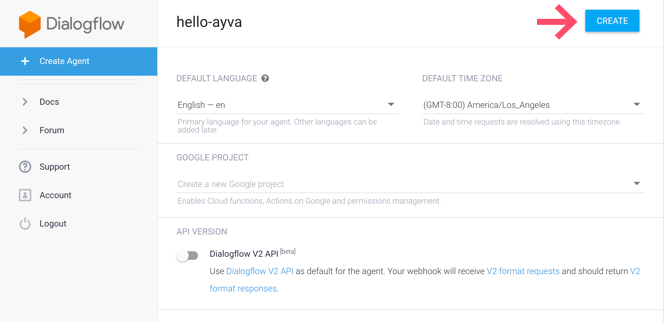 Dialogflow
hello-ayva
CREATE
+ Create Agent
Docs
Forum
Support
Account
Logout
DEFAULT LANGUAGE ?
DEFAULT TIME ZONE
English — en
(GMT-8:00) America/Los_Angeles
Primary language for your agent. Other languages can
be added later.
Date and time requests are resolved using this timezone.
GOOGLE PROJECT
Create a new Google project
Enables Cloud functions, Actions on Google and permissions management.
API VERSION
Dialogflow V2 API [beta]
Use Dialogflow V2 API as default for the agent. Your webhook will receive V2 format requests and should return V2
format responses.